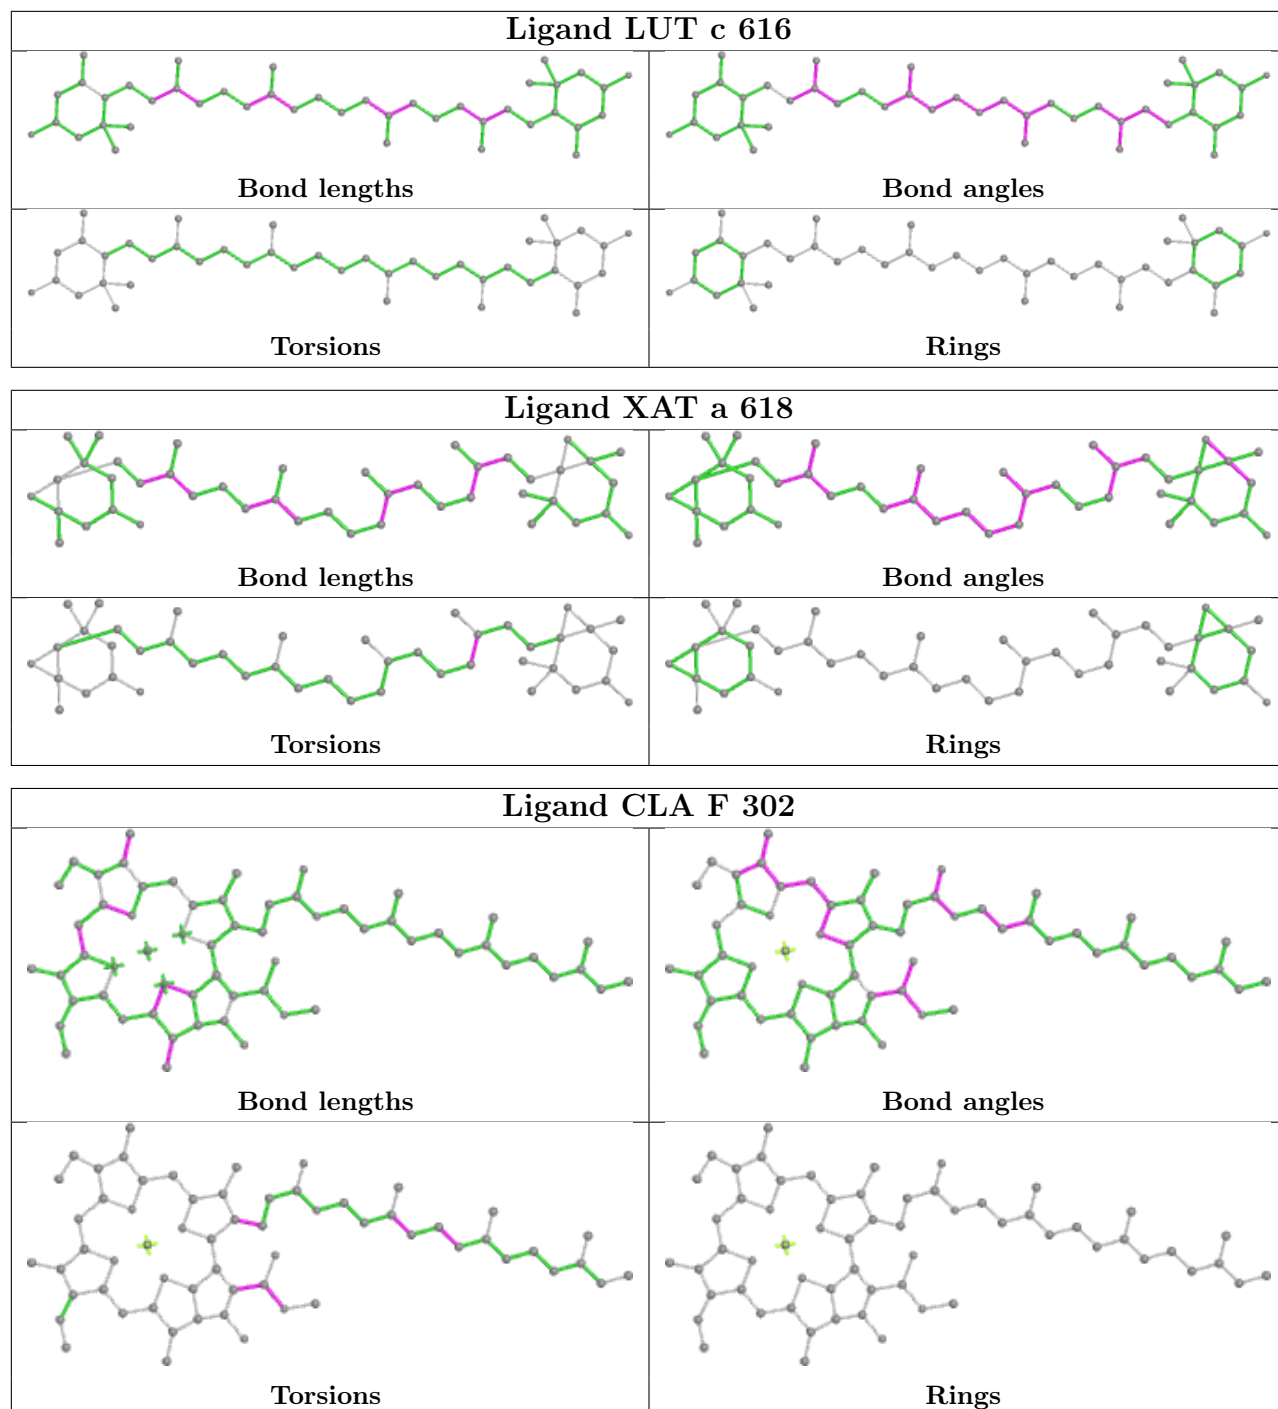 Ligand LUT c 616
Bond lengths
Bond angles
Torsions
Rings
Ligand XAT a 618
Bond lengths
Bond angles
Torsions
Rings
Ligand CLA F 302
Bond lengths
Bond angles
Torsions
Rings